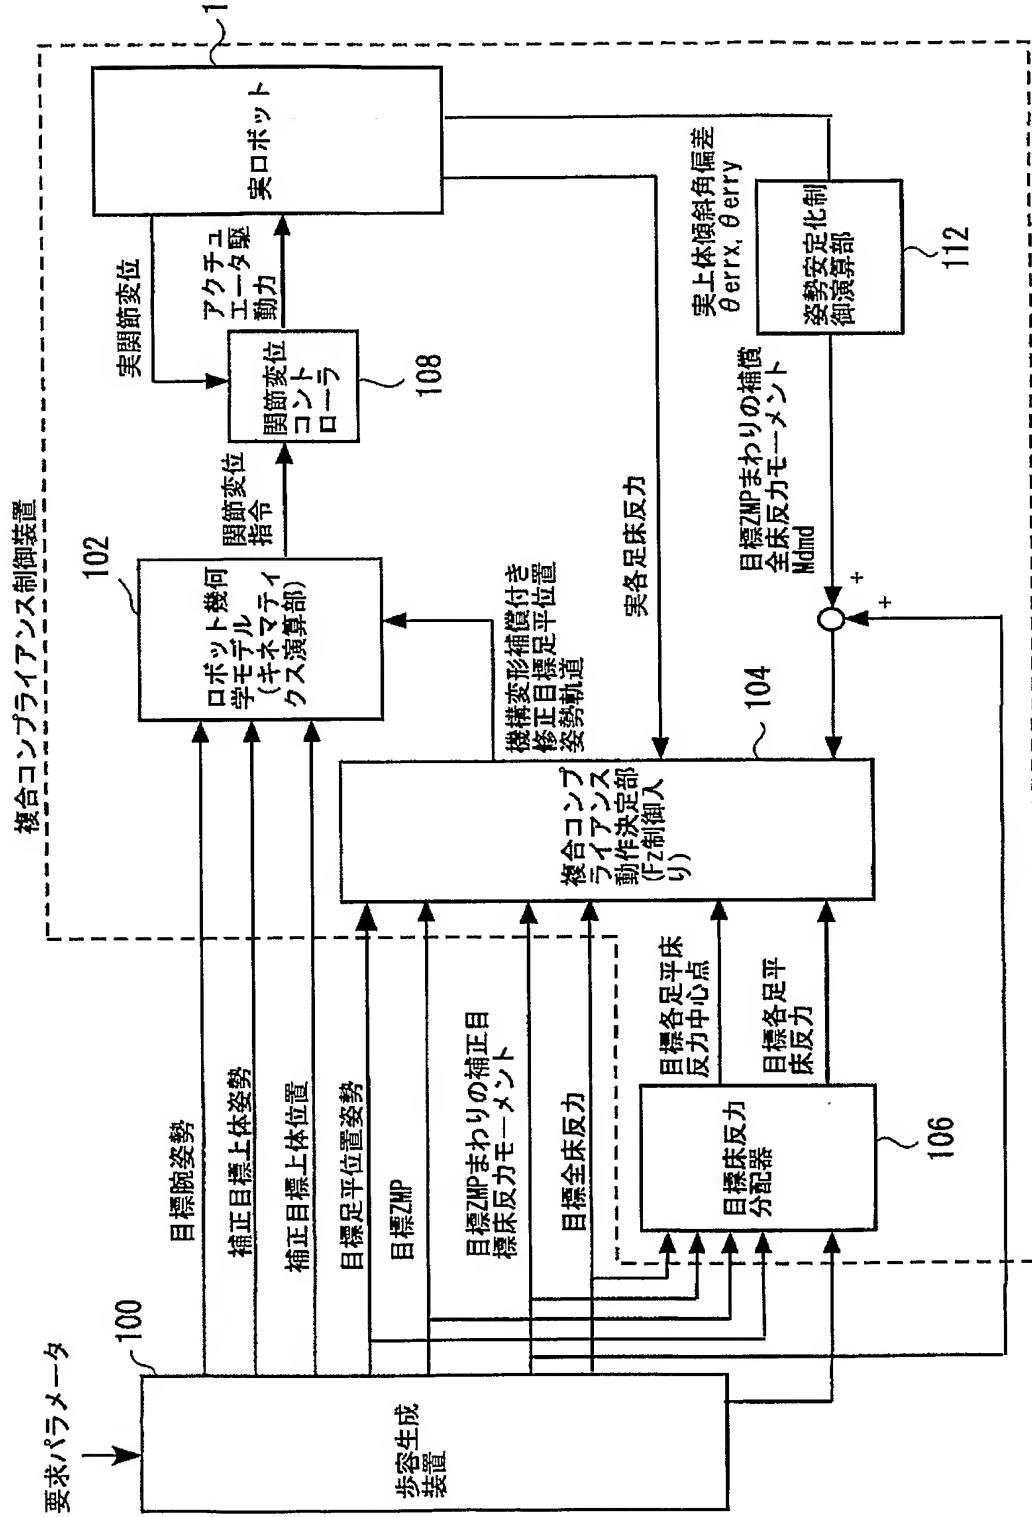 複合コンプライアンス制御装置
要求パラメータ
100
歩容生成
装置
目標腕姿勢
補正目標上体姿勢
補正目標上体位置
目標足平位置姿勢
目標ZMP
目標ZMPまわりの補正目
標床反力モーメント
目標全床反力
目標床反力
分配器
106
目標各足平床
反力中心点
目標各足平
床反力
102
ロボット幾何
学モデル
(キネマティ
クス演算部)
複合コンプ
ライアンス
動作決定部
(Fz制御入
り)
104
機構変形補償付き
修正目標足平位置
姿勢軌道
関節変位
指令
関節変位
コント
ローラ
108
実関節変位
アクチュ
エータ駆
動力
実ロボット
1
実各足床反力
実上体傾斜角偏差
θerrx, θerry
姿勢安定化制
御演算部
112
目標ZMPまわりの補償
全床反力モーメント
Mdmd
+
+